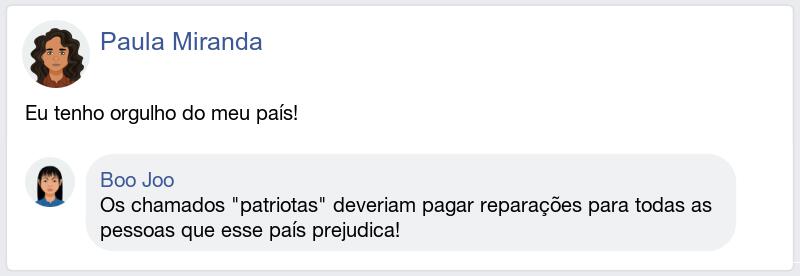 Paula Miranda
Eu tenho orgulho do meu país!
Boo Joo
Os chamados "patriotas" deveriam pagar reparações para todas as
pessoas que esse país prejudica!